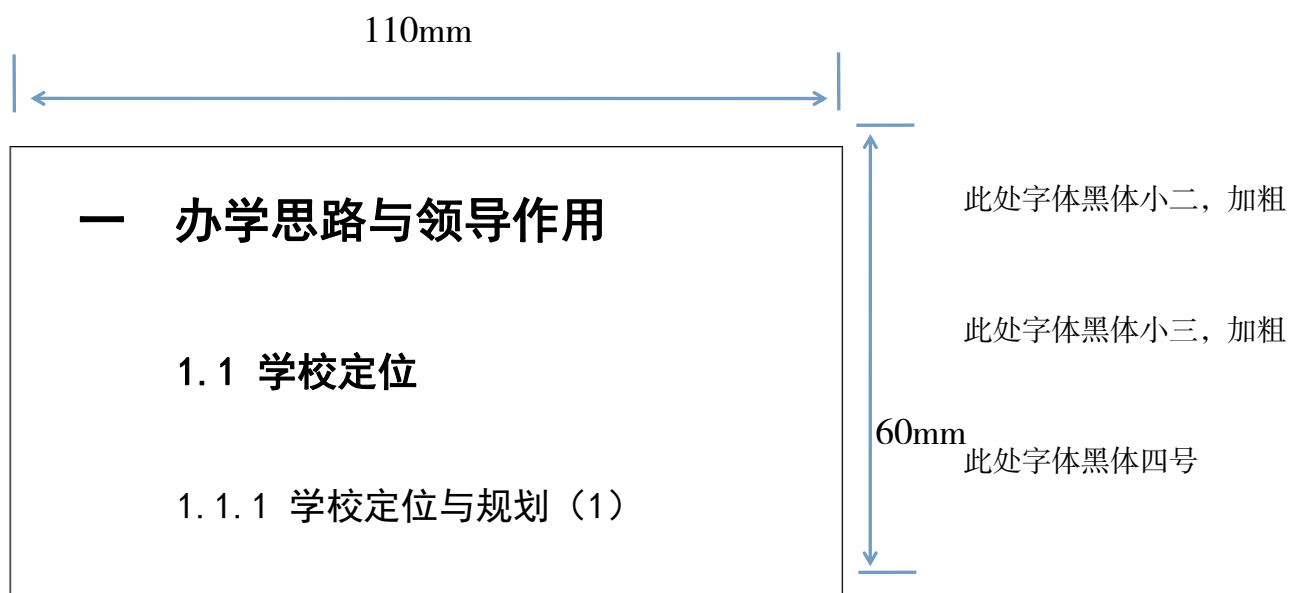 110mm
一 办学思路与领导作用
此处字体黑体小二，加粗
1.1 学校定位
此处字体黑体小三，加粗
60mm
此处字体黑体四号
1.1.1 学校定位与规划（1）